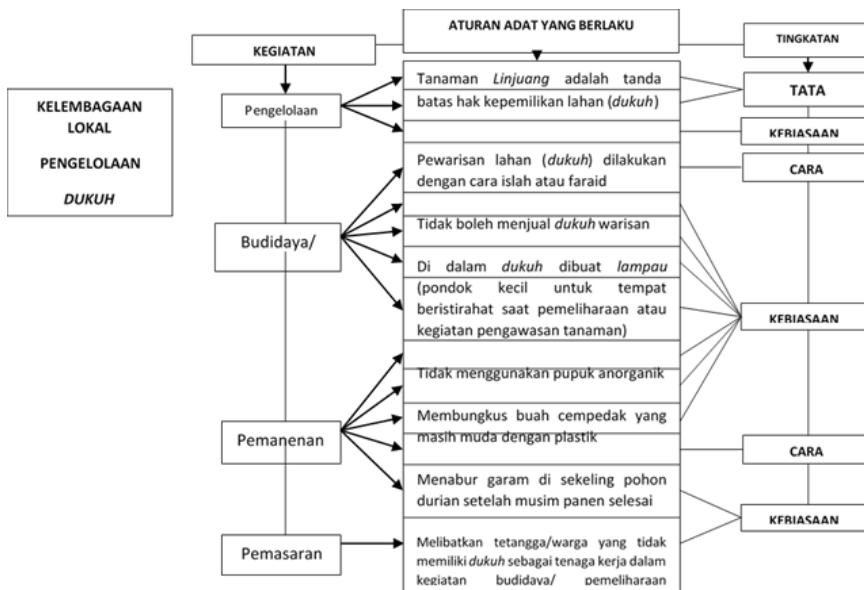 KELEMBAGAAN
LOKAL
PENGELOLAAN
DUKUH
KEGIATAN
Pengelolaan
Budidaya/
Pemanenan
Pemasaran
ATURAN ADAT YANG BERLAKU
Tanaman Linjuang adalah tanda
batas hak kepemilikan lahan (dukuh)
Pewarisan lahan (dukuh) dilakukan
dengan cara islah atau faraid
Tidak boleh menjual dukuh warisan
Di dalam dukuh dibuat lampau
(pondok kecil untuk tempat
beristirahat saat pemeliharaan atau
kegiatan pengawasan tanaman)
Tidak menggunakan pupuk anorganik
Membungkus buah cempedak yang
masih muda dengan plastik
Menabur garam di sekeling pohon
durian setelah musim panen selesai
Melibatkan tetangga/warga yang tidak
memiliki dukuh sebagai tenaga kerja dalam
kegiatan budidaya/ pemeliharaan
TINGKATAN
TATA
KEBIASAAN
CARA
KEBIASAAN
CARA
KEBIASAAN